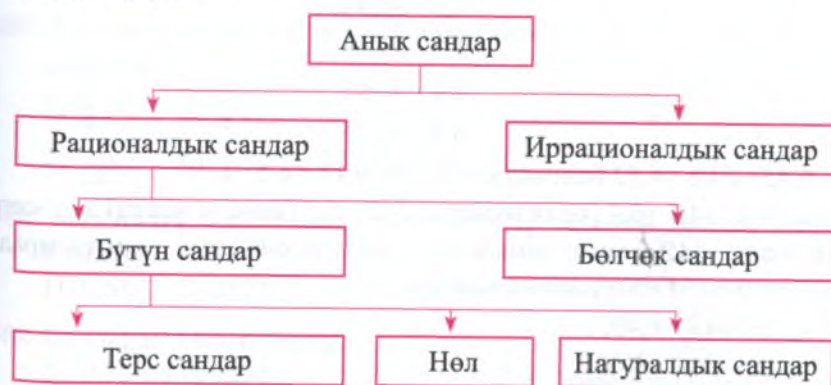 Анык сандар
Рационалдык сандар
Иррационалдык сандар
Бүтүн сандар
Бөлчөк сандар
Терс сандар
Нөл
Натуралдык сандар